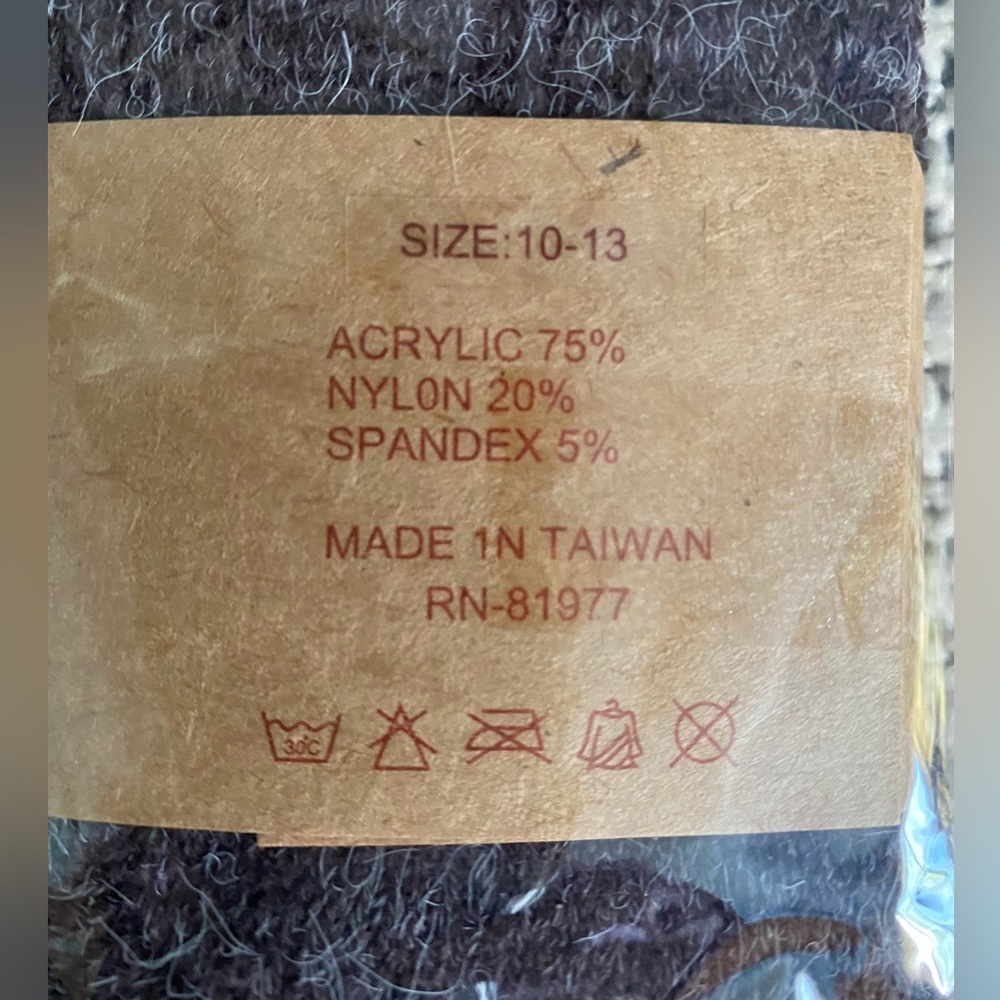 SIZE:10-13
ACRYLIC 75%
NYL0N 20%
SPANDEX 5%
MADE 1N TAIWAN
RN-81977
30°C